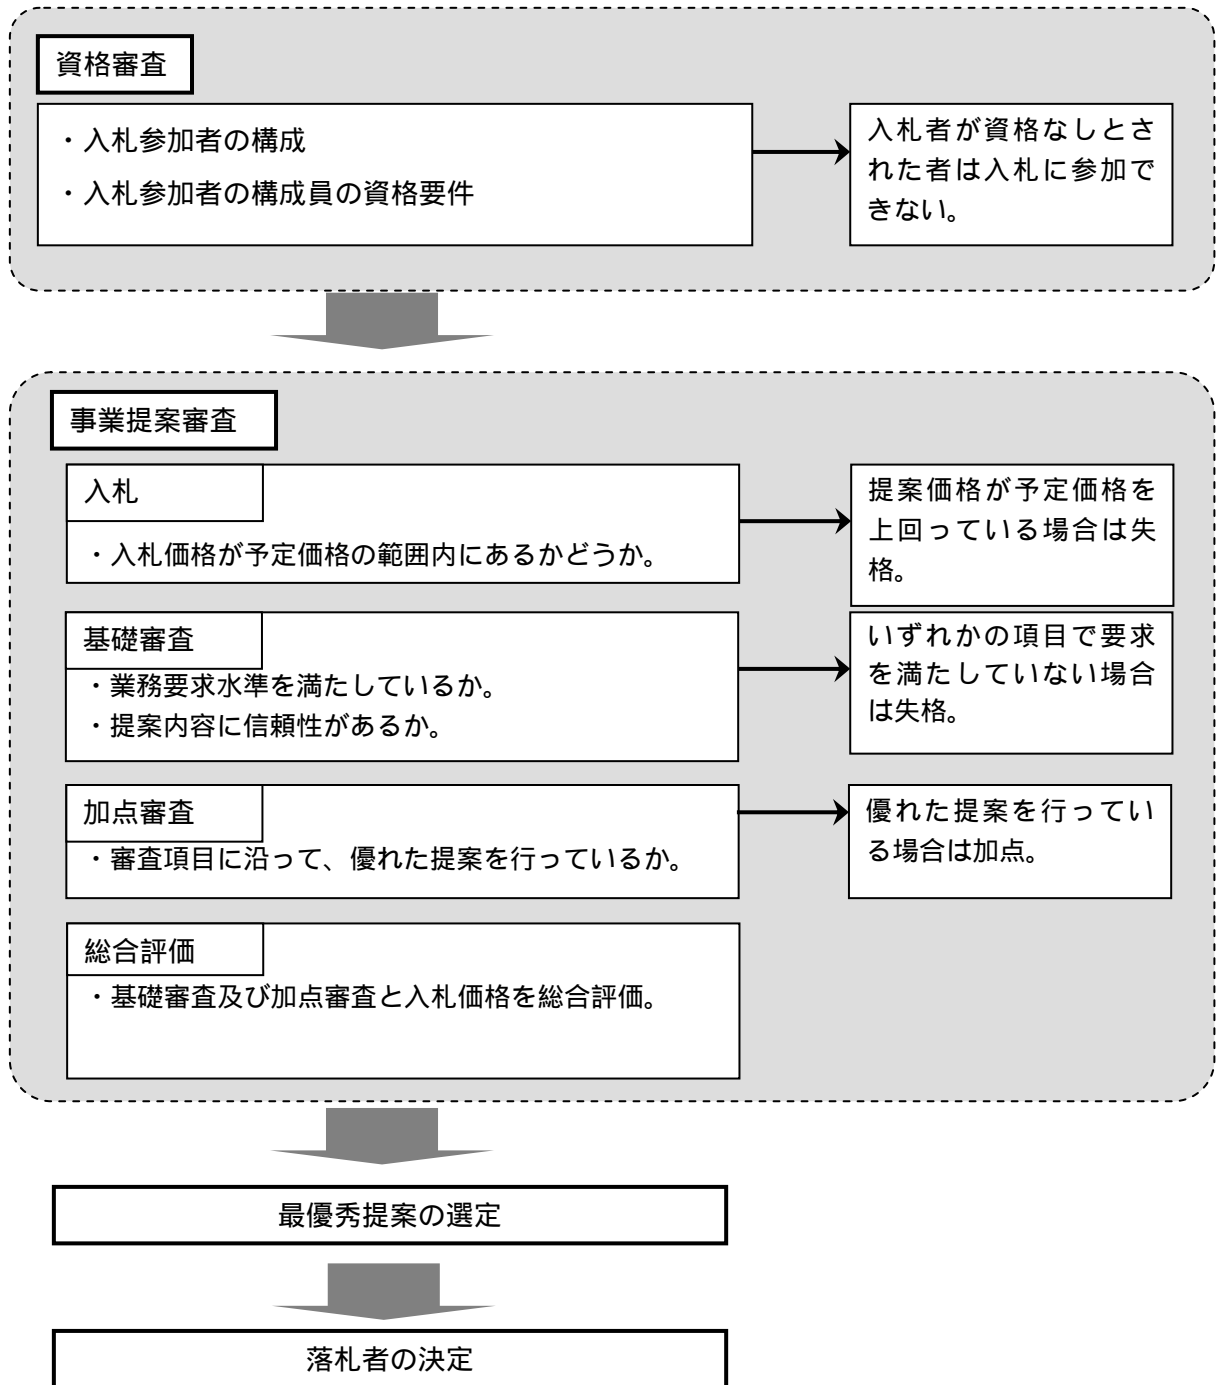 資格審査
・入札参加者の構成
・入札参加者の構成員の資格要件
入札者が資格なしとさ
れた者は入札に参加で
きない。
事業提案審査
入札
・入札価格が予定価格の範囲内にあるかどうか。
提案価格が予定価格を
上回っている場合は失
格。
基礎審査
・業務要求水準を満たしているか。
・提案内容に信頼性があるか。
いずれかの項目で要求
を満たしていない場合
は失格。
加点審査
・審査項目に沿って、優れた提案を行っているか。
優れた提案を行ってい
る場合は加点。
総合評価
・基礎審査及び加点審査と入札価格を総合評価。
最優秀提案の選定
落札者の決定